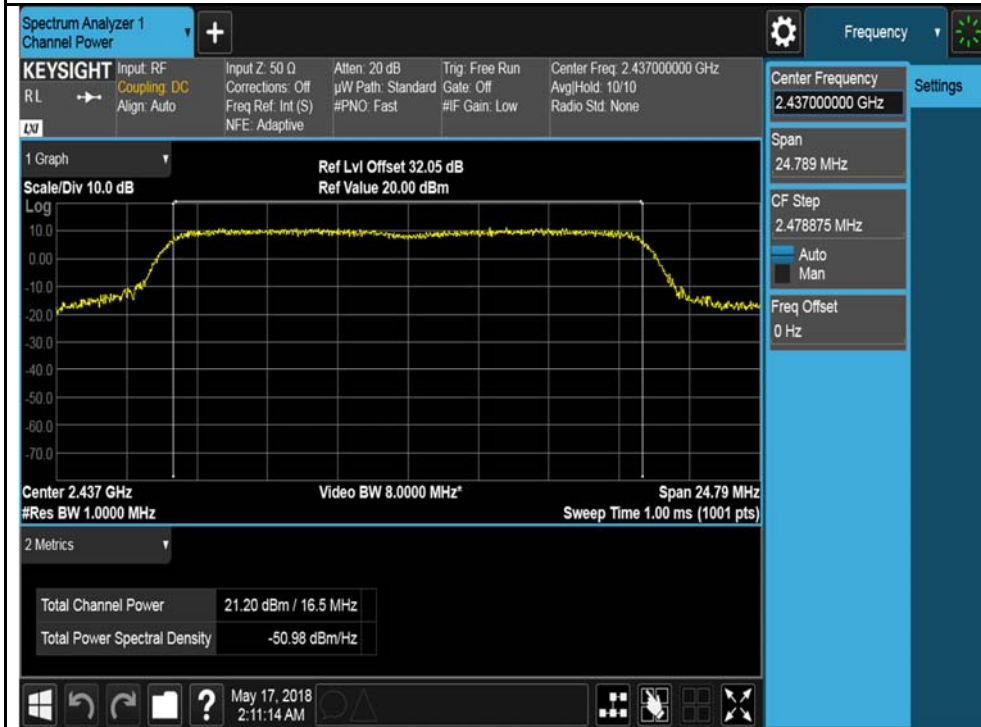 Spectrum Analyzer 1
Channel Power
+
Frequency
KEYSIGHT
RL
LXI
Input: RF
Coupling: DC
Align: Auto
Input Z: 50 Ω
Corrections: Off
Freq Ref: Int (S)
NFE: Adaptive
Atten: 20 dB
µW Path: Standard
#PNO: Fast
Trig: Free Run
Gate: Off
#IF Gain: Low
Center Freq: 2.437000000 GHz
Avg|Hold: 10/10
Radio Std: None
Center Frequency
2.437000000 GHz
Settings
Span
24.789 MHz
CF Step
2.478875 MHz
Auto
Man
Freq Offset
0 Hz
1 Graph
Scale/Div 10.0 dB
Ref Lvl Offset 32.05 dB
Ref Value 20.00 dBm
Log
10.0
0.00
-10.0
-20.0
-30.0
-40.0
-50.0
-60.0
-70.0
Center 2.437 GHz
#Res BW 1.0000 MHz
Video BW 8.0000 MHz*
Span 24.79 MHz
Sweep Time 1.00 ms (1001 pts)
2 Metrics
Total Channel Power 21.20 dBm / 16.5 MHz
Total Power Spectral Density -50.98 dBm/Hz
?
May 17, 2018
2:11:14 AM